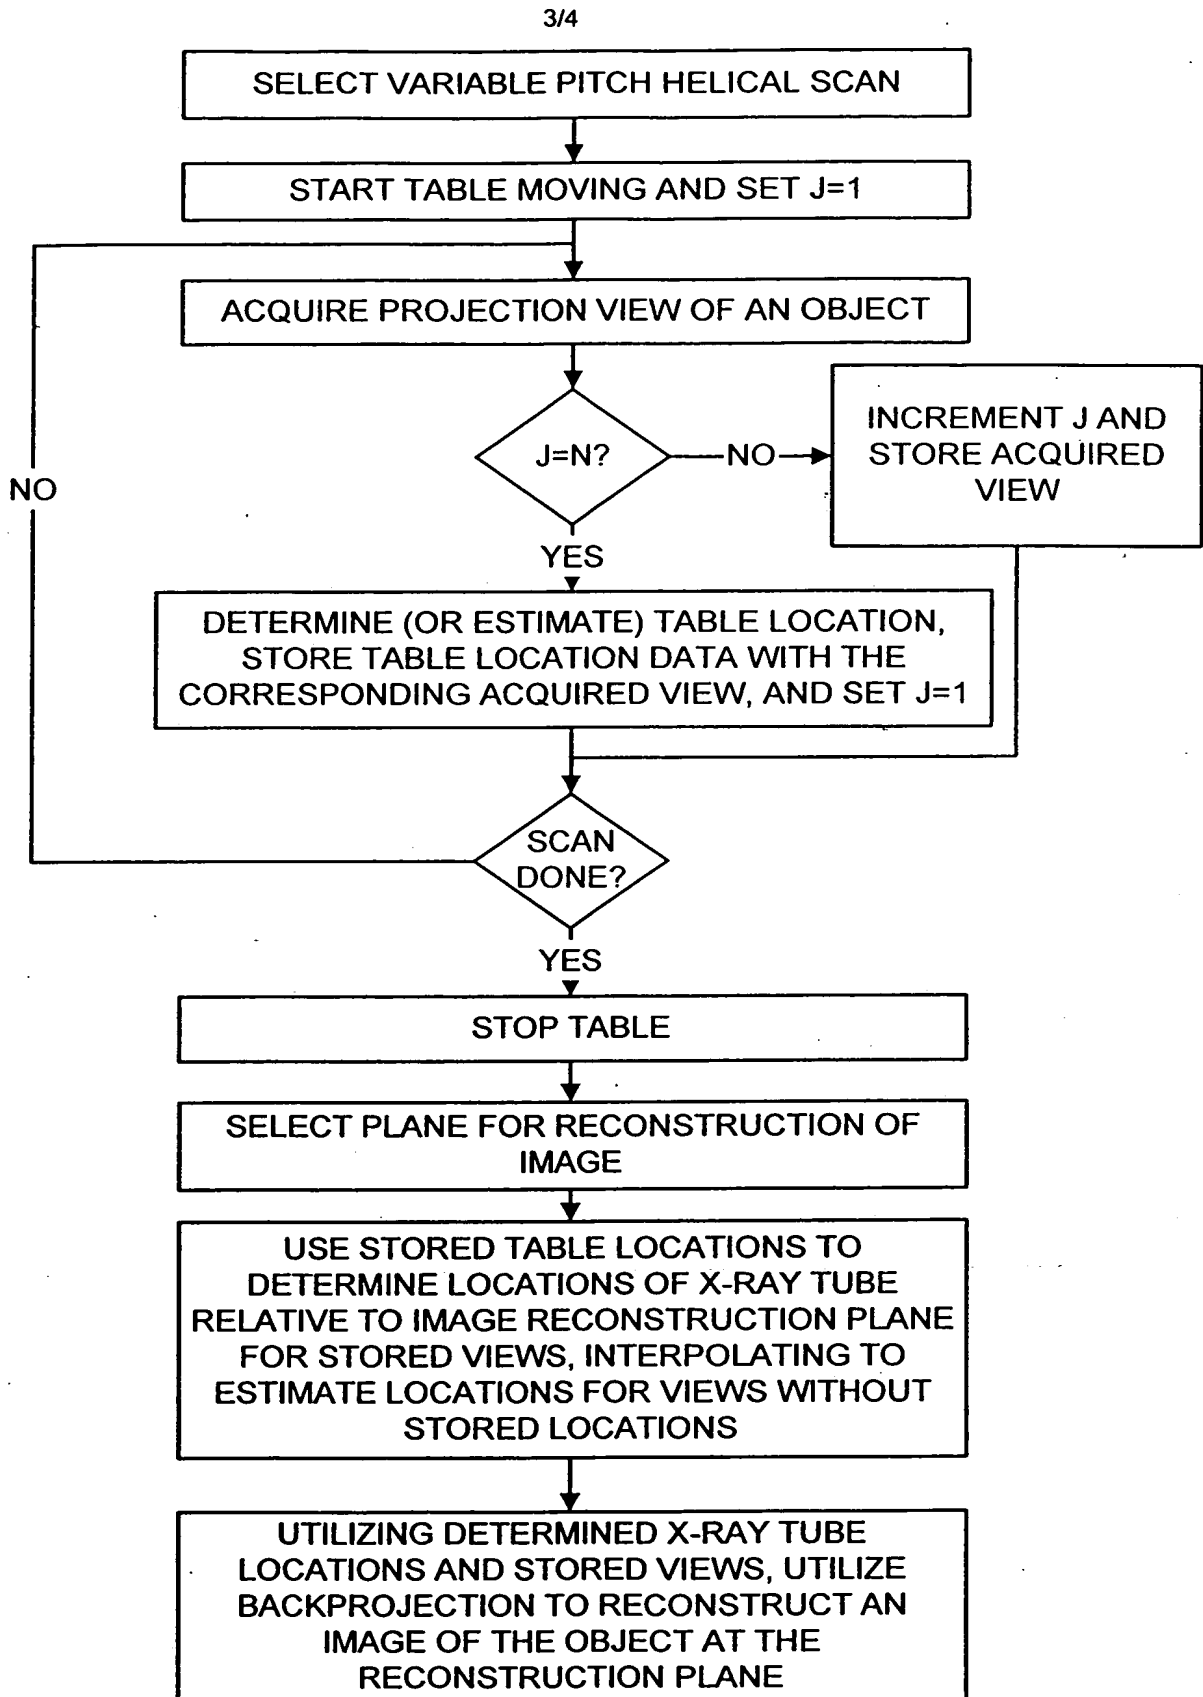 3/4
SELECT VARIABLE PITCH HELICAL SCAN
START TABLE MOVING AND SET J=1
ACQUIRE PROJECTION VIEW OF AN OBJECT
J=N?
NO
INCREMENT J AND
STORE ACQUIRED
VIEW
NO
YES
DETERMINE (OR ESTIMATE) TABLE LOCATION,
STORE TABLE LOCATION DATA WITH THE
CORRESPONDING ACQUIRED VIEW, AND SET J=1
SCAN
DONE?
YES
STOP TABLE
SELECT PLANE FOR RECONSTRUCTION OF
IMAGE
USE STORED TABLE LOCATIONS TO
DETERMINE LOCATIONS OF X-RAY TUBE
RELATIVE TO IMAGE RECONSTRUCTION PLANE
FOR STORED VIEWS, INTERPOLATING TO
ESTIMATE LOCATIONS FOR VIEWS WITHOUT
STORED LOCATIONS
UTILIZING DETERMINED X-RAY TUBE
LOCATIONS AND STORED VIEWS, UTILIZE
BACKPROJECTION TO RECONSTRUCT AN
IMAGE OF THE OBJECT AT THE
RECONSTRUCTION PLANE